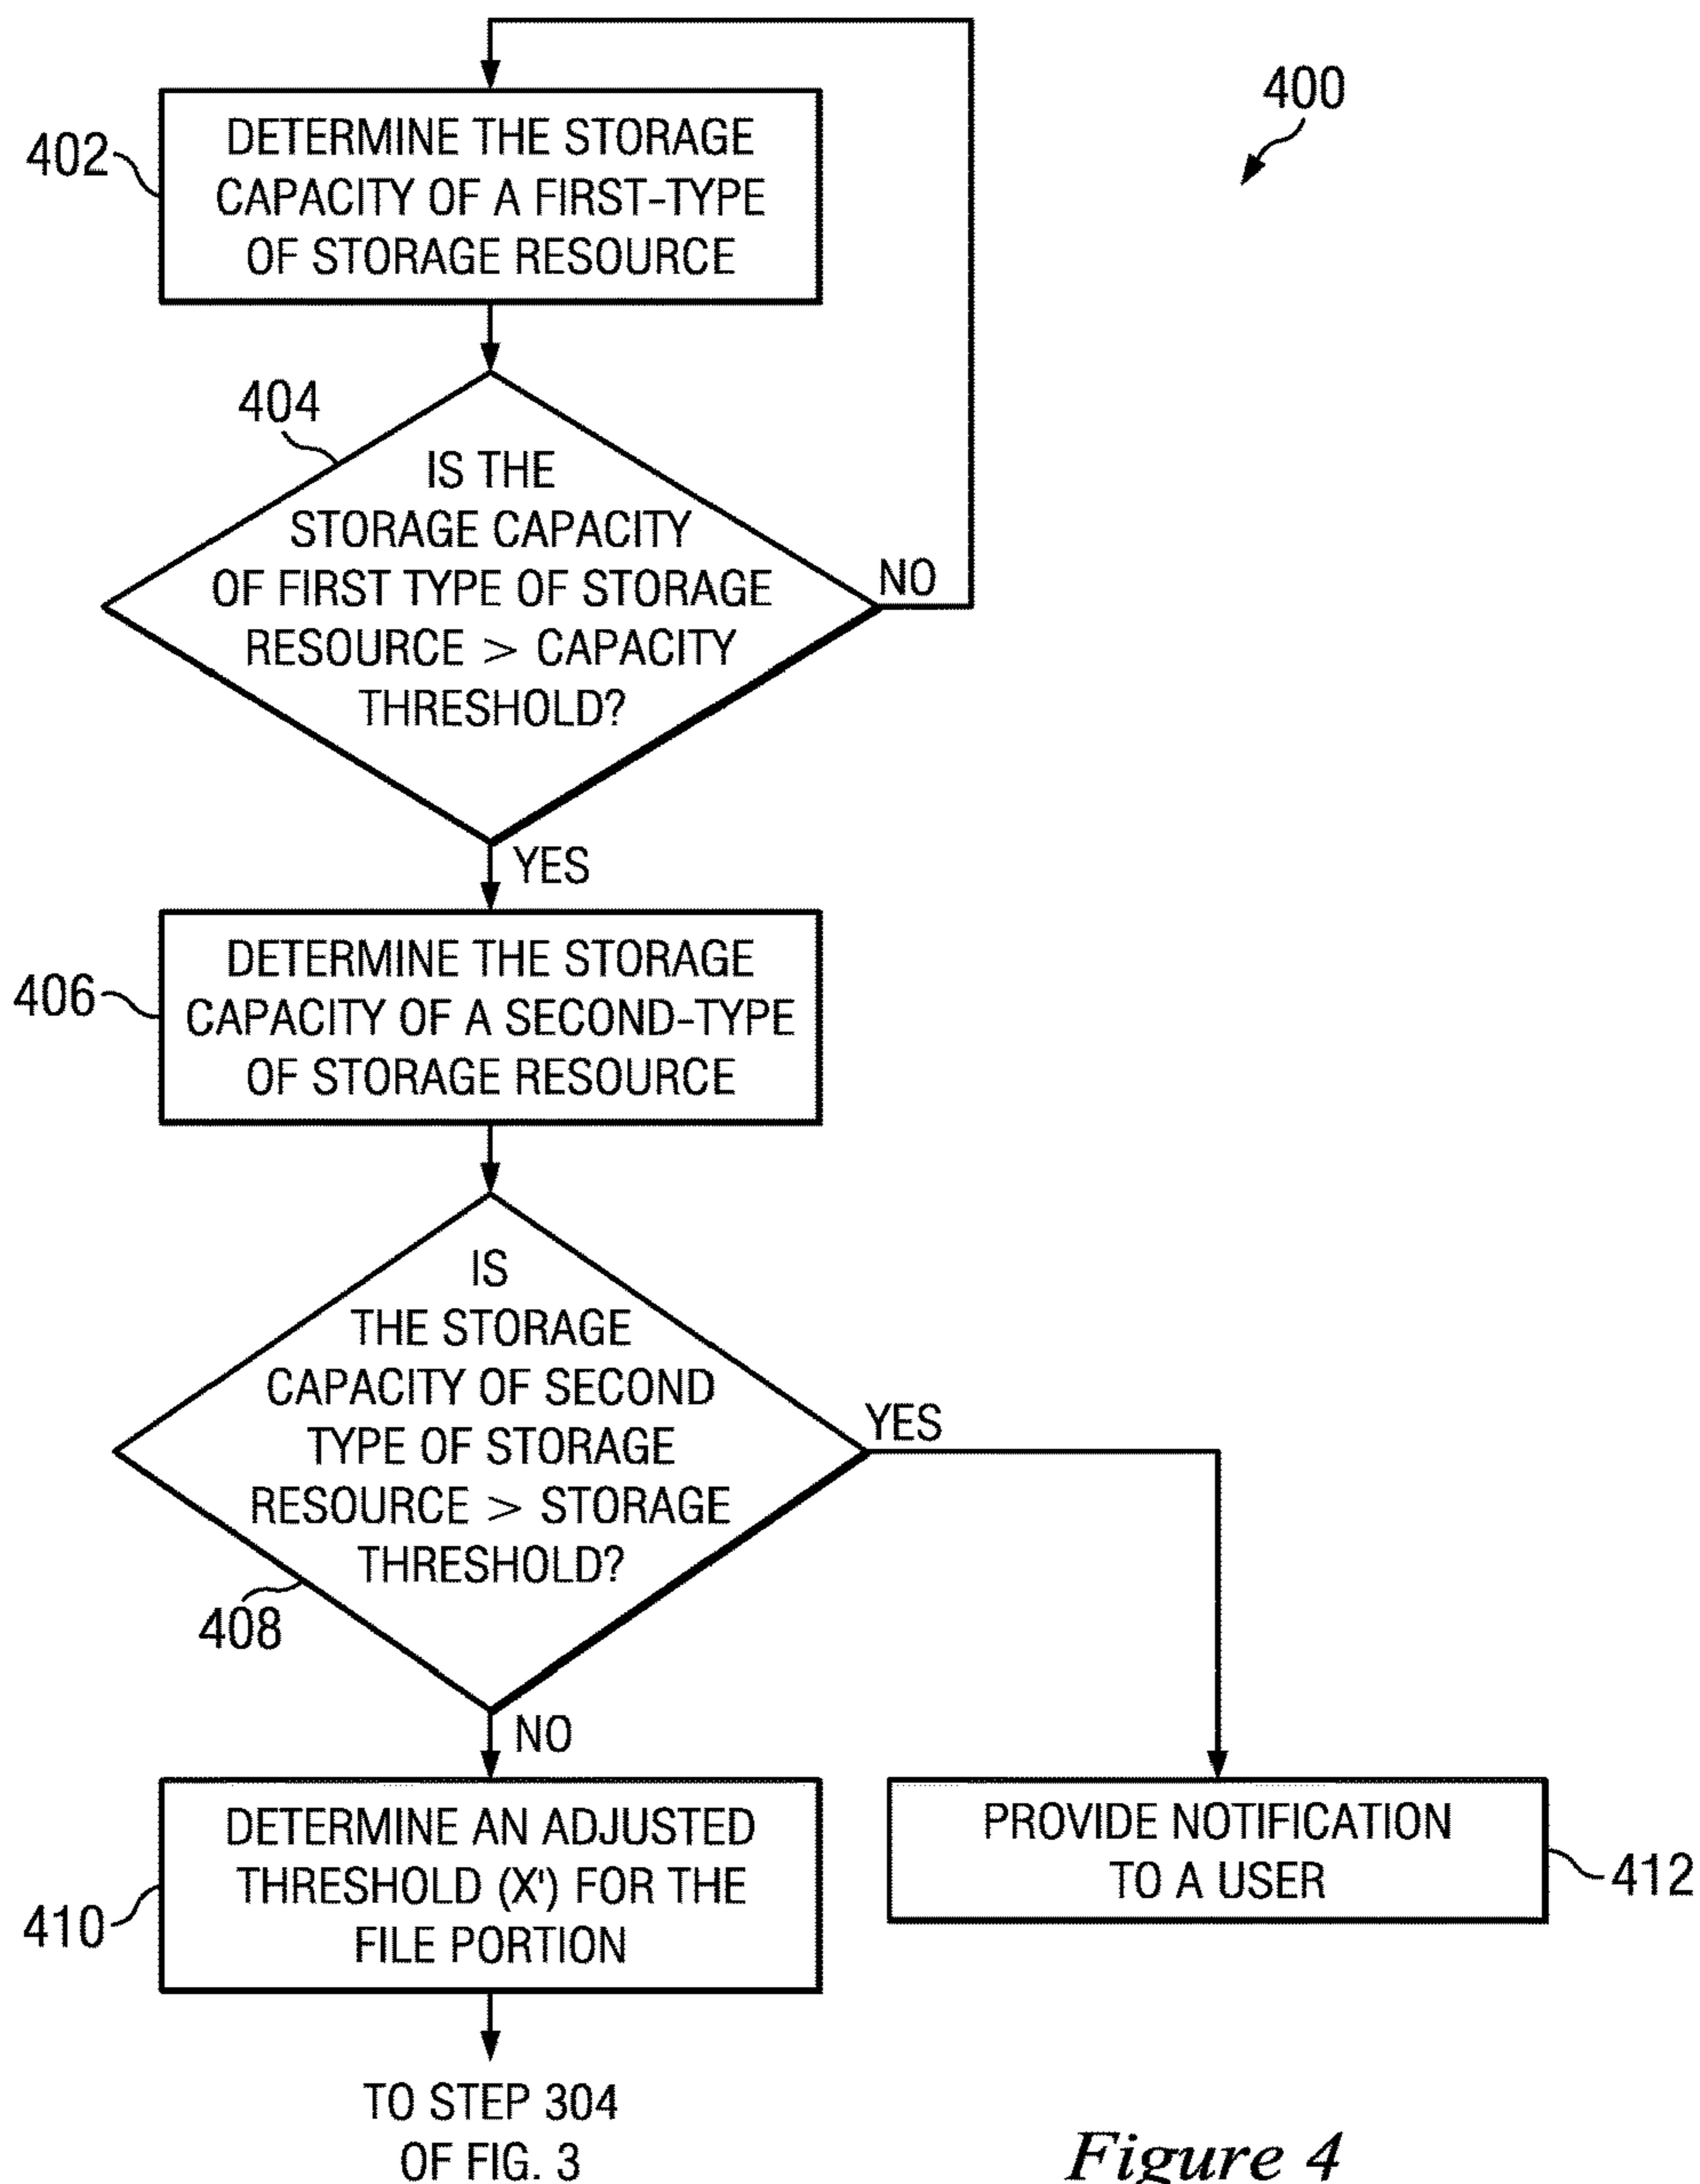 400
402
DETERMINE THE STORAGE
CAPACITY OF A FIRST-TYPE
OF STORAGE RESOURCE
404
IS THE
STORAGE CAPACITY
OF FIRST TYPE OF STORAGE
RESOURCE > CAPACITY
THRESHOLD?
NO
YES
406
DETERMINE THE STORAGE
CAPACITY OF A SECOND-TYPE
OF STORAGE RESOURCE
IS
THE STORAGE
CAPACITY OF SECOND
TYPE OF STORAGE
RESOURCE > STORAGE
THRESHOLD?
YES
408
NO
410
DETERMINE AN ADJUSTED
THRESHOLD (X') FOR THE
FILE PORTION
PROVIDE NOTIFICATION
TO A USER
412
TO STEP 304
OF FIG. 3
Figure 4